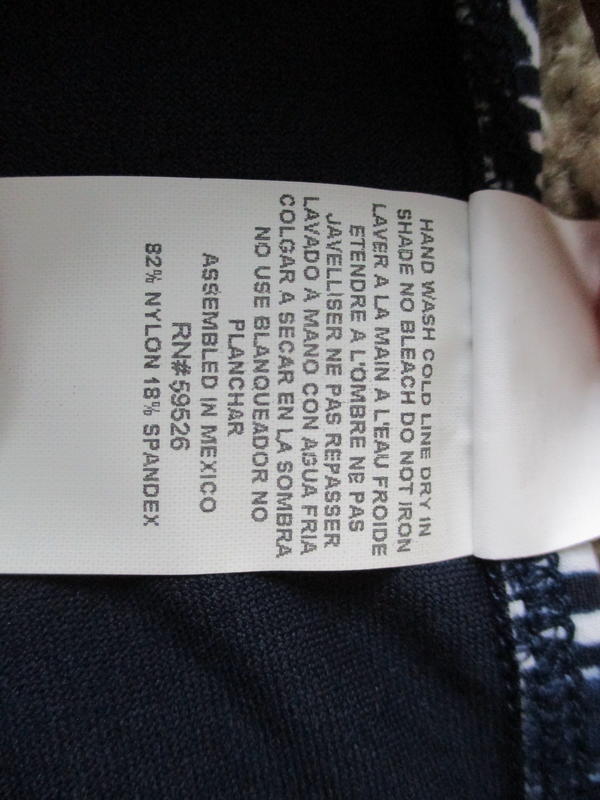 HAND WASH COLD LINE DRY IN
SHADE NO BLEACH DO NOT IRON
LAVER A LA MAIN A L'EAU FROIDE
ETENDRE A L'OMBRE NE PAS
JAVELLISER NE PAS REPASSER
LAVADO A MANO CON AGUA FRIA
COLGAR A SECAR EN LA SOMBRA
NO USE BLANQUEADOR NO
PLANCHAR
ASSEMBLED IN MEXICO
RN#59526
82% NYLON 18% SPANDEX